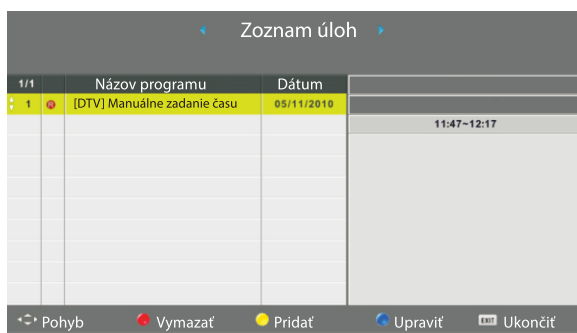 Zoznam úloh
1/1 Názov programu Dátum
1 R [DTV] Manuálne zadanie času 05/11/2010
11:47~12:17
Pohyb Vymazať Pridať Upraviť EXIT Ukončiť